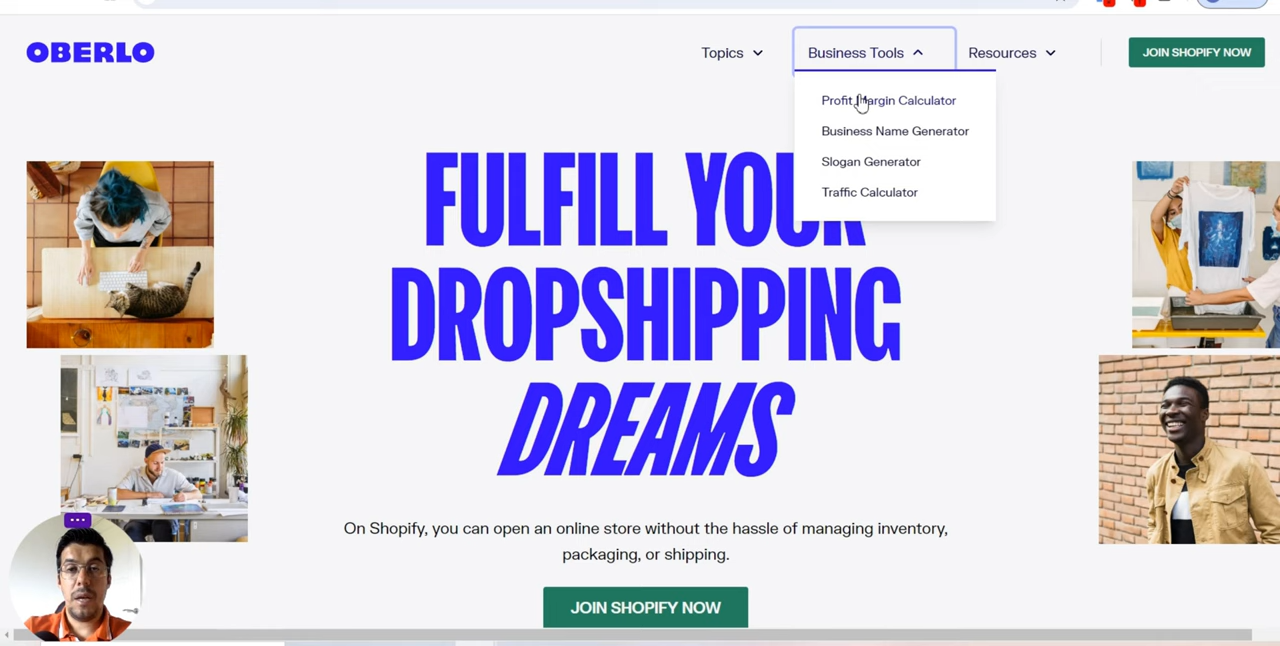 OBERLO
Topics
Business Tools
Resources
JOIN SHOPIFY NOW
Profit Margin Calculator
Business Name Generator
Slogan Generator
Traffic Calculator
FULFILL YOUR
DROPSHIPPING
DREAMS
On Shopify, you can open an online store without the hassle of managing inventory,
packaging, or shipping.
JOIN SHOPIFY NOW